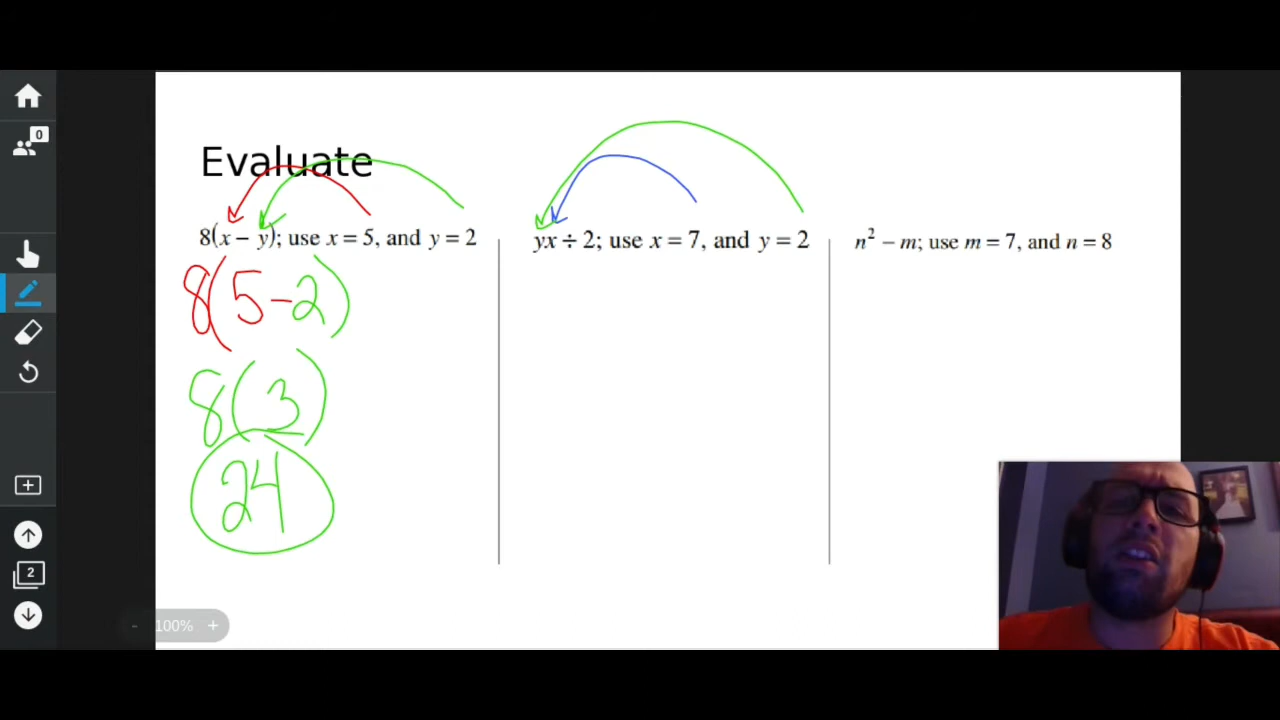 0
Evaluate
8(x − y); use x = 5, and y = 2
8(5-2)
8(3)
24
yx ÷ 2; use x = 7, and y = 2
n² − m; use m = 7, and n = 8
2
- 100% +